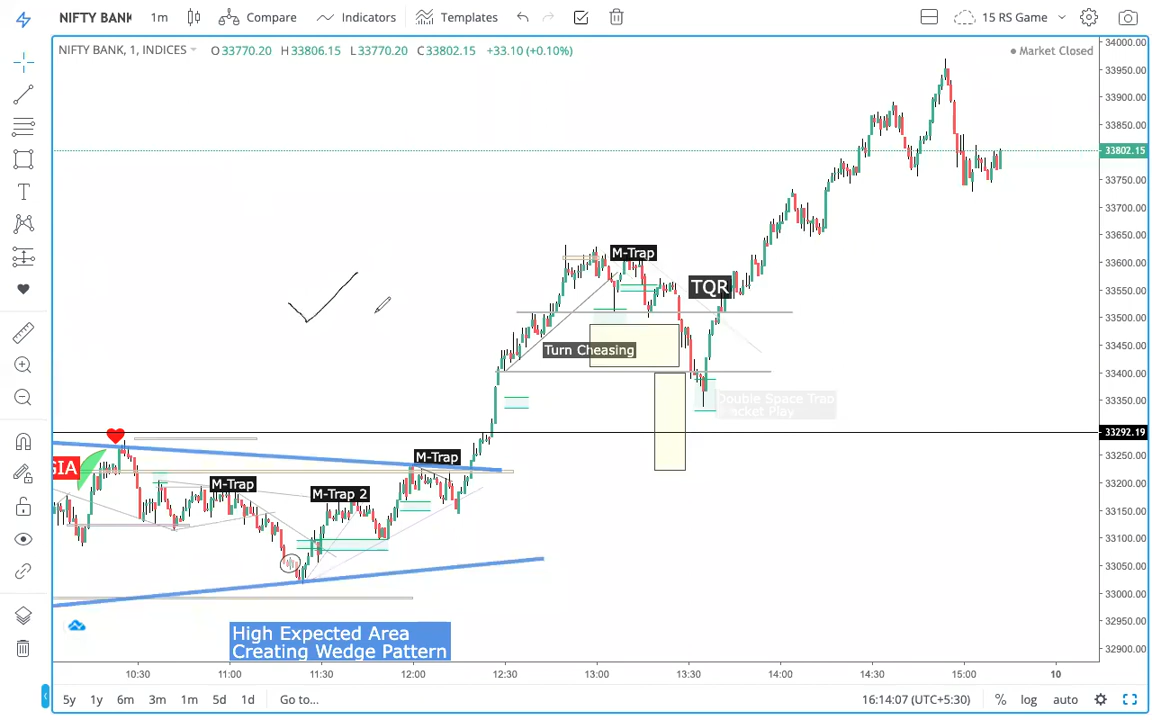 NIFTY BANK 1m Compare Indicators Templates 15 RS Game
NIFTY BANK, 1, INDICES O33770.20 H33806.15 L33770.20 C33802.15 +33.10 (+0.10%)
Market Closed
34000.00
33950.00
33900.00
33850.00
33802.15
33750.00
33700.00
33650.00
33600.00
33550.00
33500.00
33450.00
33400.00
33350.00
33292.19
33250.00
33200.00
33150.00
33100.00
33050.00
33000.00
32950.00
32900.00
M-Trap
TQR
Turn Cheasing
Double Space Trap
M-Trap
SIA
M-Trap
M-Trap 2
High Expected Area
Creating Wedge Pattern
10:30 11:00 11:30 12:00 12:30 13:00 13:30 14:00 14:30 15:00 10
5y 1y 6m 3m 1m 5d 1d Go to... 16:14:07 (UTC+5:30) % log auto